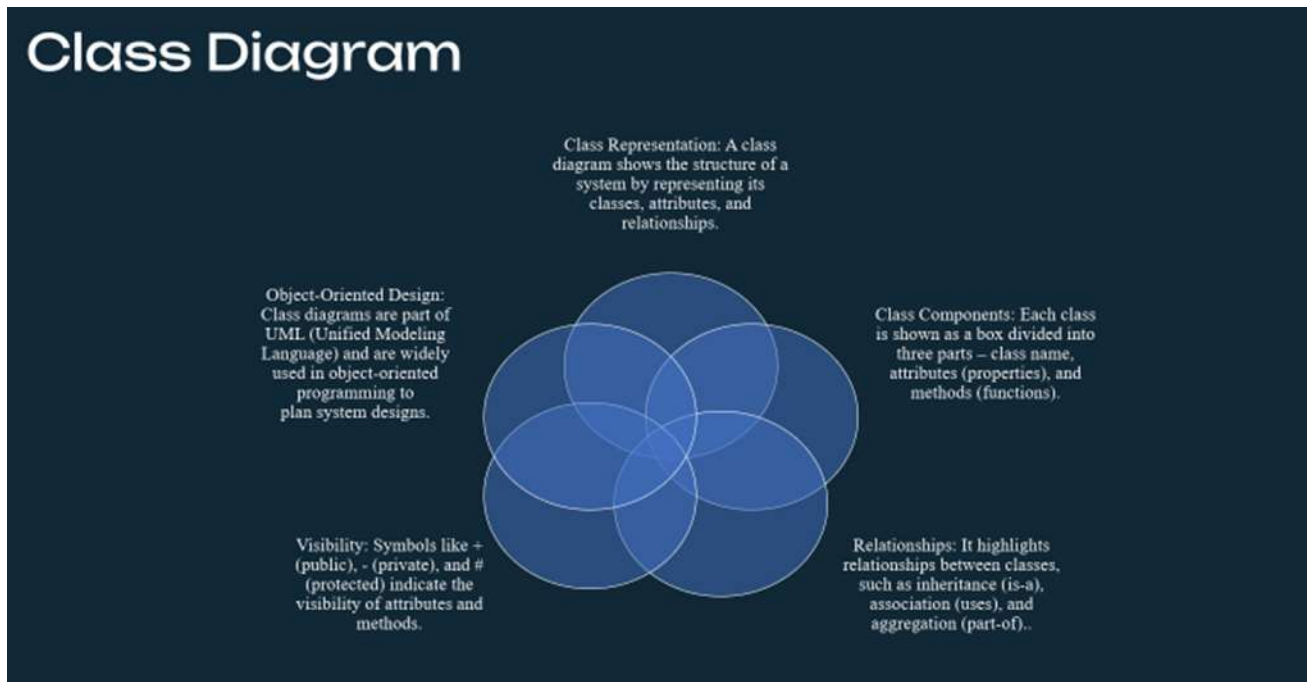 Class Diagram
Class Representation: A class
diagram shows the structure of a
system by representing its
classes, attributes, and
relationships.
Object-Oriented Design:
Class diagrams are part of
UML (Unified Modeling
Language) and are widely
used in object-oriented
programming to
plan system designs.
Class Components: Each class
is shown as a box divided into
three parts – class name,
attributes (properties), and
methods (functions).
Visibility: Symbols like +
(public), - (private), and #
(protected) indicate the
visibility of attributes and
methods.
Relationships: It highlights
relationships between classes,
such as inheritance (is-a),
association (uses), and
aggregation (part-of)..